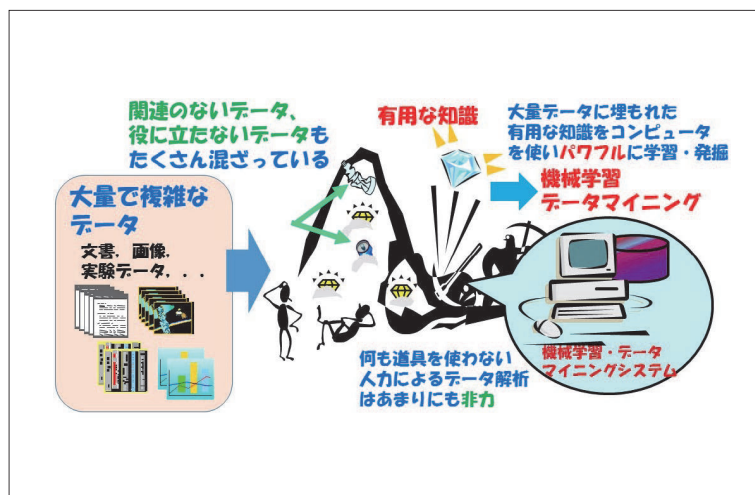 関連のないデータ、
役に立たないデータも
たくさん混ざっている
有用な知識
大量データに埋もれた
有用な知識をコンピュータ
を使いパワフルに学習・発掘
機械学習
データマイニング
大量で複雑な
データ
文書，画像，
実験データ，．．
何も道具を使わない
人力によるデータ解析
はあまりにも非力
機械学習・データ
マイニングシステム